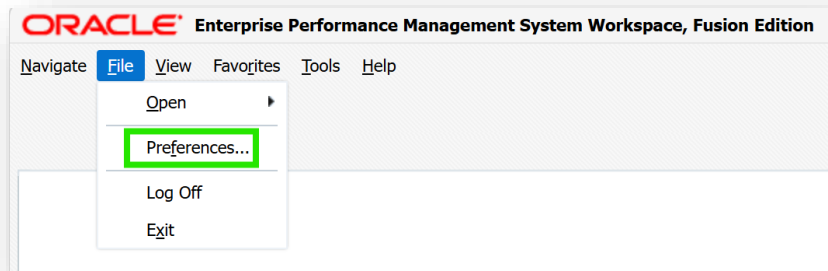 ORACLE Enterprise Performance Management System Workspace, Fusion Edition
Navigate File View Favorites Tools Help
Open
Preferences...
Log Off
Exit